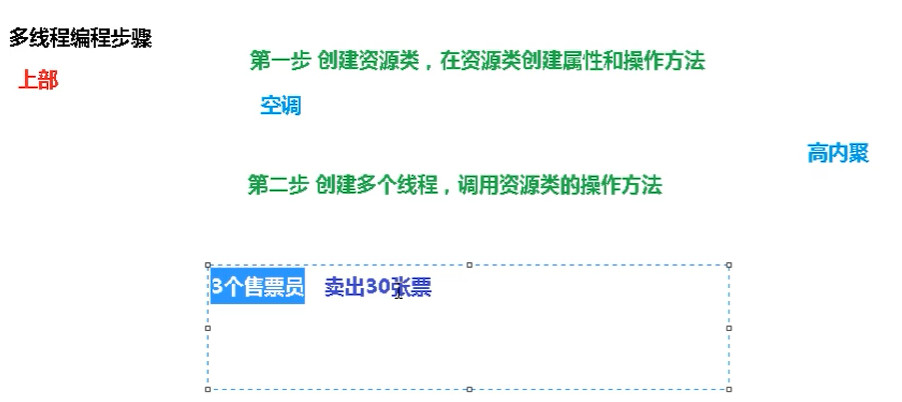 多线程编程步骤
上部
第一步 创建资源类，在资源类创建属性和操作方法
空调
高内聚
第二步 创建多个线程，调用资源类的操作方法
3个售票员 卖出30张票